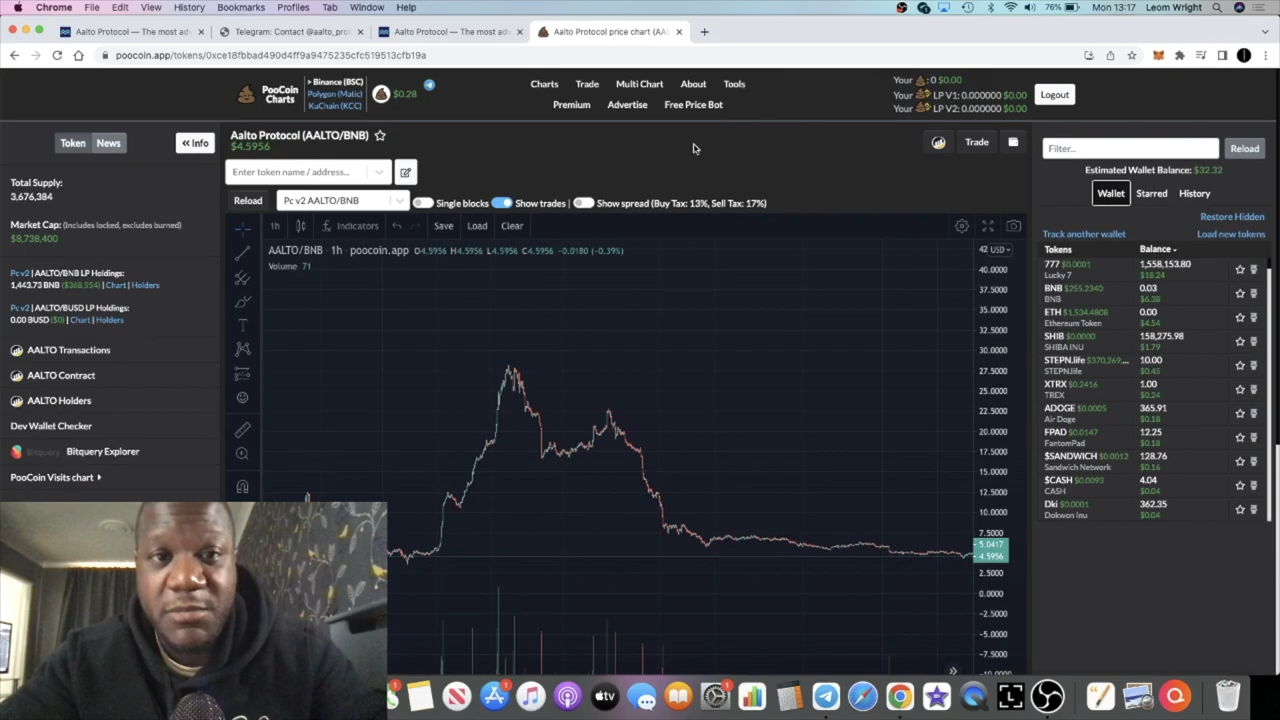 Chrome File Edit View History Bookmarks Profiles Tab Window Help 76% Mon 13:17 Leom Wright
Aalto Protocol — The most adv
Telegram: Contact @aalto_pro
Aalto Protocol — The most adv
Aalto Protocol price chart (AAL
poocoin.app/tokens/0xce18fbbad490g0f9a9475235cfc519513cfb19a
PooCoin
Charts
> Binance (BSC)
Polygon (Matic)
KuChain (KCC)
$0.28
Charts Trade Multi Chart About Tools
Premium Advertise Free Price Bot
Your : 0 $0.00
Your LP V1: 0.000000 $0.00
Your LP V2: 0.000000 $0.00
Logout
Token News
« Info
Total Supply:
3,676,384
Market Cap: (Includes locked, excludes burned)
$8,738,400
Pc v2 | AALTO/BNB LP Holdings:
1,443.73 BNB ($368,554) | Chart | Holders
Pc v2 | AALTO/BUSD LP Holdings:
0.00 BUSD ($0) | Chart | Holders
AALTO Transactions
AALTO Contract
AALTO Holders
Dev Wallet Checker
Bitquery Bitquery Explorer
PooCoin Visits chart
Aalto Protocol (AALTO/BNB)
$4.5956
Trade
Enter token name / address...
Reload
Pc v2 AALTO/BNB
Single blocks
Show trades
Show spread (Buy Tax: 13%, Sell Tax: 17%)
1h Indicators Save Load Clear
AALTO/BNB · 1h · poocoin.app O4.5956 H4.5956 L4.5956 C4.5956 -0.0180 (-0.39%)
Volume 71
42 USD
40.0000
37.5000
35.0000
32.5000
30.0000
27.5000
25.0000
22.5000
20.0000
17.5000
15.0000
12.5000
10.0000
7.5000
5.0417
4.5956
2.5000
0.0000
-2.5000
-5.0000
-7.5000
-10.0000
Filter...
Reload
Estimated Wallet Balance: $32.32
Wallet Starred History
Restore Hidden
Track another wallet
Load new tokens
Tokens Balance
777 $0.0001 1,558,153.80
Lucky 7 $18.24
BNB $255.2340 0.03
BNB $6.38
ETH $1,534.4808 0.00
Ethereum Token $4.54
SHIB $0.0000 158,275.98
SHIBA INU $1.79
STEPN.life $370,269,... 10.00
STEPN.life $0.45
XTRX $0.2416 1.00
TREX $0.24
ADOGE $0.0005 365.91
Air Doge $0.18
FPAD $0.0147 12.25
FantomPad $0.18
$SANDWICH $0.0012 128.76
Sandwich Network $0.16
$CASH $0.0093 4.04
CASH $0.04
Dki $0.0001 362.35
Dokwon Inu $0.04
tv